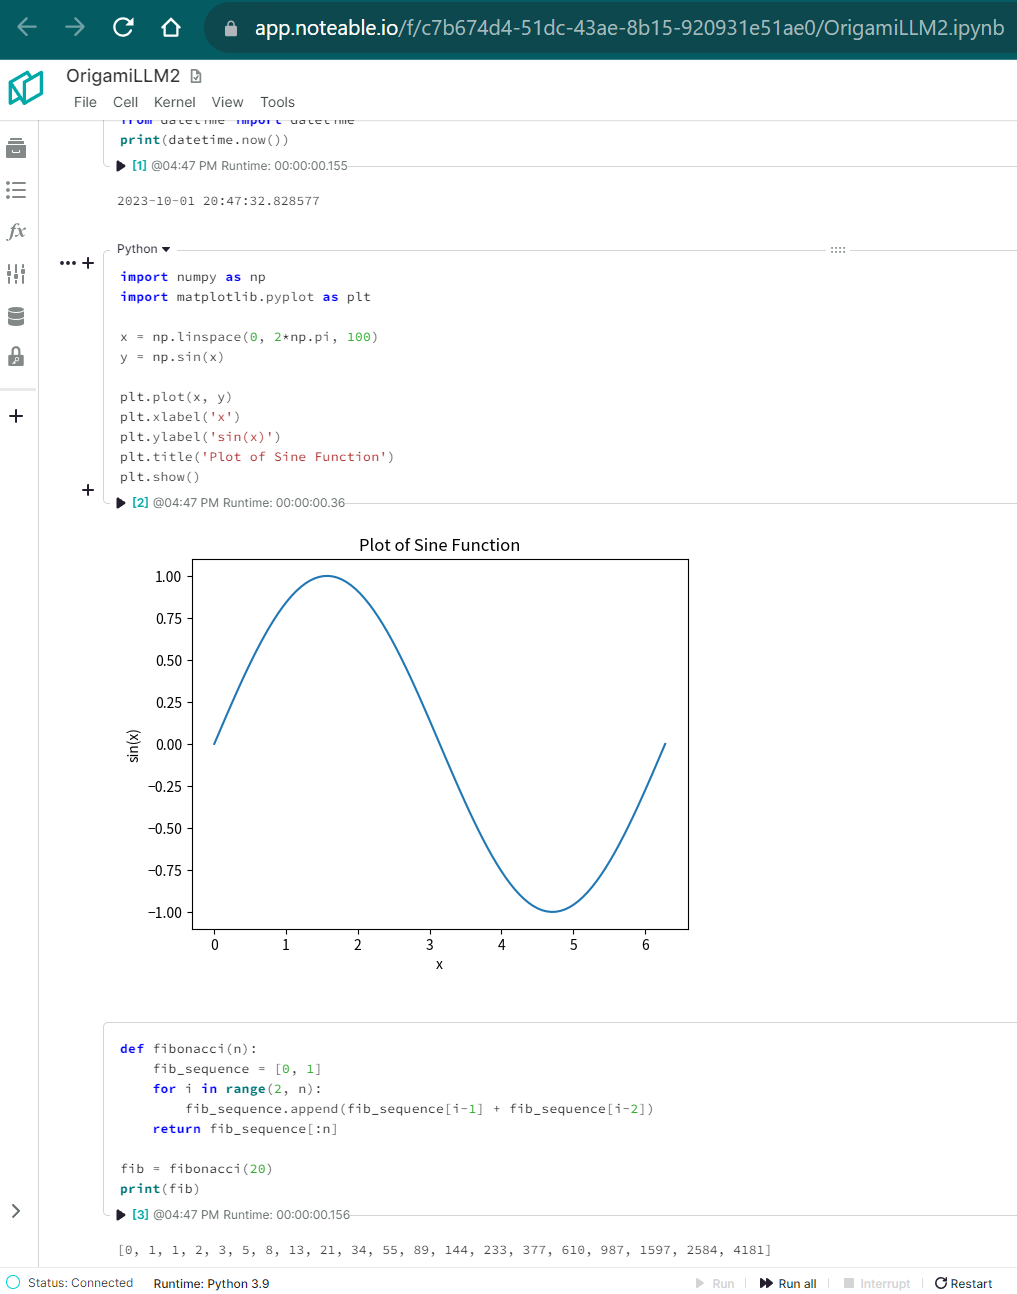 app.noteable.io/f/c7b674d4-51dc-43ae-8b15-920931e51ae0/OrigamiLLM2.ipynb
OrigamiLLM2
File Cell Kernel View Tools
from datetime import datetime
print(datetime.now())
[1] @04:47 PM Runtime: 00:00:00.155
2023-10-01 20:47:32.828577
Python
import numpy as np
import matplotlib.pyplot as plt
x = np.linspace(0, 2*np.pi, 100)
y = np.sin(x)
plt.plot(x, y)
plt.xlabel('x')
plt.ylabel('sin(x)')
plt.title('Plot of Sine Function')
plt.show()
[2] @04:47 PM Runtime: 00:00:00.36
Plot of Sine Function
1.00
0.75
0.50
0.25
0.00
−0.25
−0.50
−0.75
−1.00
sin(x)
0 1 2 3 4 5 6
x
def fibonacci(n):
    fib_sequence = [0, 1]
    for i in range(2, n):
        fib_sequence.append(fib_sequence[i-1] + fib_sequence[i-2])
    return fib_sequence[:n]
fib = fibonacci(20)
print(fib)
[3] @04:47 PM Runtime: 00:00:00.156
[0, 1, 1, 2, 3, 5, 8, 13, 21, 34, 55, 89, 144, 233, 377, 610, 987, 1597, 2584, 4181]
Status: Connected Runtime: Python 3.9 Run Run all Interrupt Restart